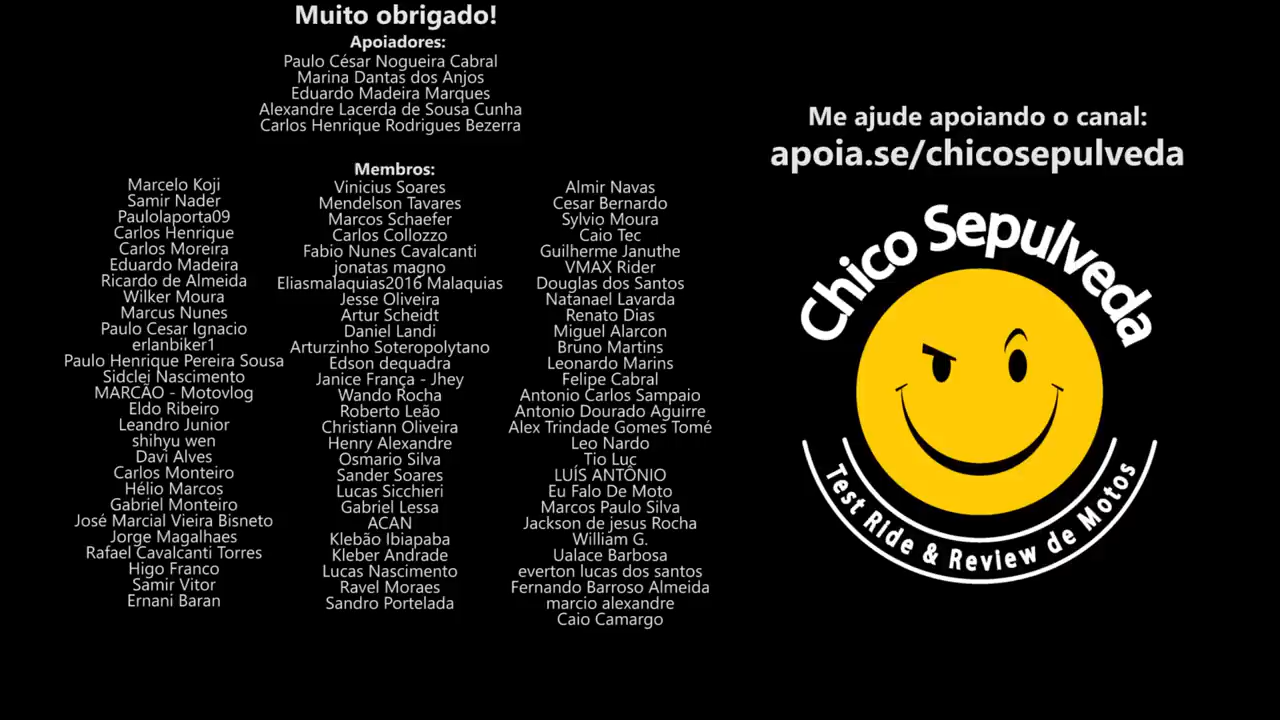 Muito obrigado!
Apoiadores:
Paulo César Nogueira Cabral
Marina Dantas dos Anjos
Eduardo Madeira Marques
Alexandre Lacerda de Sousa Cunha
Carlos Henrique Rodrigues Bezerra
Membros:
Marcelo Koji
Samir Nader
Paulolaporta09
Carlos Henrique
Carlos Moreira
Eduardo Madeira
Ricardo de Almeida
Wilker Moura
Marcus Nunes
Paulo Cesar Ignacio
erlanbiker1
Paulo Henrique Pereira Sousa
Sidclei Nascimento
MARCÃO - Motovlog
Eldo Ribeiro
Leandro Junior
shihyu wen
Davi Alves
Carlos Monteiro
Hélio Marcos
Gabriel Monteiro
José Marcial Vieira Bisneto
Jorge Magalhaes
Rafael Cavalcanti Torres
Higo Franco
Samir Vitor
Ernani Baran
Vinicius Soares
Mendelson Tavares
Marcos Schaefer
Carlos Collozzo
Fabio Nunes Cavalcanti
jonatas magno
Eliasmalaquias2016 Malaquias
Jesse Oliveira
Artur Scheidt
Daniel Landi
Arturzinho Soteropolytano
Edson dequadra
Janice França - Jhey
Wando Rocha
Roberto Leão
Christiann Oliveira
Henry Alexandre
Osmario Silva
Sander Soares
Lucas Sicchieri
Gabriel Lessa
ACAN
Klebão Ibiapaba
Kleber Andrade
Lucas Nascimento
Ravel Moraes
Sandro Portelada
Almir Navas
Cesar Bernardo
Sylvio Moura
Caio Tec
Guilherme Januthe
VMAX Rider
Douglas dos Santos
Natanael Lavarda
Renato Dias
Miguel Alarcon
Bruno Martins
Leonardo Marins
Felipe Cabral
Antonio Carlos Sampaio
Antonio Dourado Aguirre
Alex Trindade Gomes Tomé
Leo Nardo
Tio Luc
LUÍS ANTÔNIO
Eu Falo De Moto
Marcos Paulo Silva
Jackson de jesus Rocha
William G.
Ualace Barbosa
everton lucas dos santos
Fernando Barroso Almeida
marcio alexandre
Caio Camargo
Me ajude apoiando o canal:
apoia.se/chicosepulveda
Chico Sepulveda
Test Ride & Review de Motos